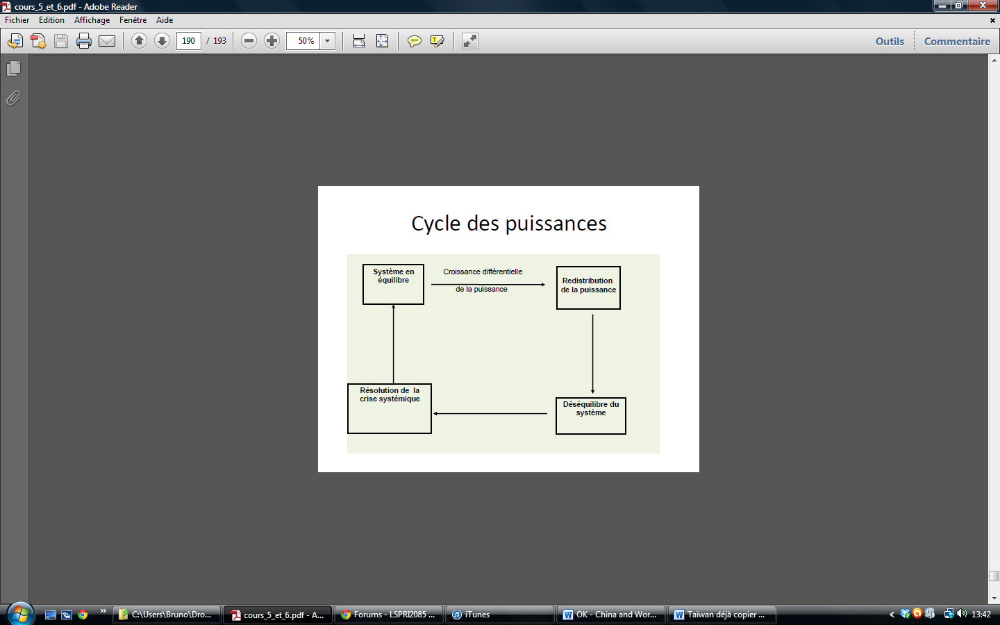 cours_5_et_6.pdf - Adobe Reader
Fichier Edition Affichage Fenêtre Aide
190 / 193 50% Outils Commentaire
Cycle des puissances
Système en
équilibre
Croissance différentielle
de la puissance
Redistribution
de la puissance
Résolution de la
crise systémique
Déséquilibre du
système
C:\Users\Bruno\Dro... cours_5_et_6.pdf - A... Forums - LSPRI2085 ... iTunes OK - China and Wor... Taiwan déjà copier ... 13:42